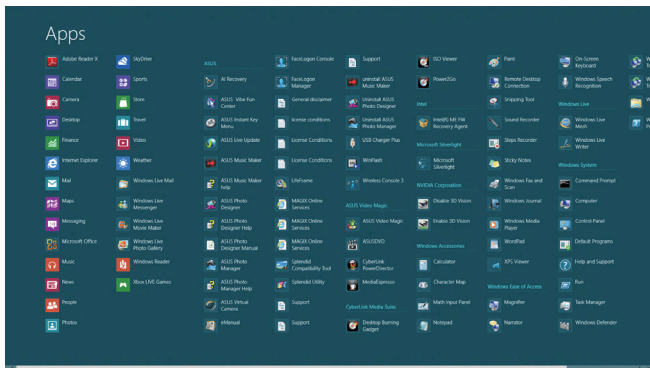 Apps
Adobe Reader X
Calendar
Camera
Desktop
Finance
Internet Explorer
Mail
Maps
Messaging
Microsoft Office
Music
News
People
Photos
SkyDrive
Sports
Store
Travel
Video
Weather
Windows Live Mail
Windows Live
Messenger
Windows Live
Movie Maker
Windows Live
Photo Gallery
Windows Reader
Xbox LIVE Games
ASUS
AI Recovery
ASUS Vibe Fun
Center
ASUS Instant Key
Menu
ASUS Live Update
ASUS Music Maker
ASUS Music Maker
help
ASUS Photo
Designer
ASUS Photo
Designer Help
ASUS Photo
Designer Manual
ASUS Photo
Manager
ASUS Photo
Manager Help
ASUS Virtual
Camera
eManual
FaceLogon Console
FaceLogon
Manager
General disclaimer
license conditions
License Conditions
License Conditions
LifeFrame
MAGIX Online
Services
MAGIX Online
Services
MAGIX Online
Services
Splendid
Compatibility Tool
Splendid Utility
Support
Support
Support
uninstall ASUS
Music Maker
Uninstall ASUS
Photo Designer
Uninstall ASUS
Photo Manager
USB Charger Plus
WinFlash
Wireless Console 3
ASUS Video Magic
ASUS Video Magic
ASUSDVD
CyberLink
PowerDirector
MediaEspresso
CyberLink Media Suite
Desktop Burning
Gadget
ISO Viewer
Power2Go
Intel
Intel® ME FW
Recovery Agent
Microsoft Silverlight
Microsoft
Silverlight
NVIDIA Corporation
Disable 3D Vision
Enable 3D Vision
Windows Accessories
Calculator
Character Map
Math Input Panel
Notepad
Paint
Remote Desktop
Connection
Snipping Tool
Sound Recorder
Steps Recorder
Sticky Notes
Windows Fax and
Scan
Windows Journal
Windows Media
Player
WordPad
XPS Viewer
Windows Ease of Access
Magnifier
Narrator
On-Screen
Keyboard
Windows Speech
Recognition
Windows Live
Windows Live
Mesh
Windows Live
Writer
Windows System
Command Prompt
Computer
Control Panel
Default Programs
Help and Support
Run
Task Manager
Windows Defender